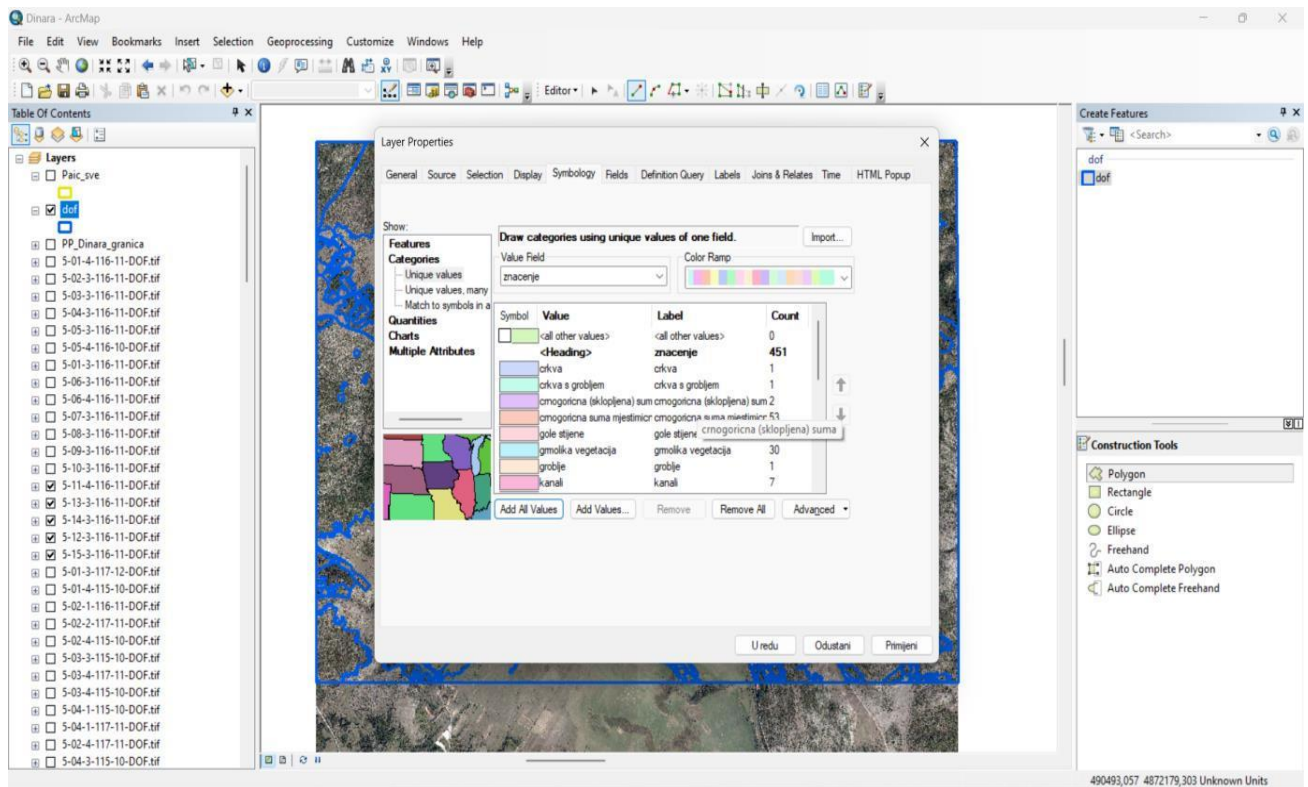 Dinara - ArcMap
File Edit View Bookmarks Insert Selection Geoprocessing Customize Windows Help
Editor
Table Of Contents
Layers
Paic_sve
dof
PP_Dinara_granica
5-01-4-116-11-DOF.tif
5-02-3-116-11-DOF.tif
5-03-3-116-11-DOF.tif
5-04-3-116-11-DOF.tif
5-05-3-116-11-DOF.tif
5-05-4-116-10-DOF.tif
5-01-3-116-11-DOF.tif
5-06-3-116-11-DOF.tif
5-06-4-116-11-DOF.tif
5-07-3-116-11-DOF.tif
5-08-3-116-11-DOF.tif
5-09-3-116-11-DOF.tif
5-10-3-116-11-DOF.tif
5-11-4-116-11-DOF.tif
5-13-3-116-11-DOF.tif
5-14-3-116-11-DOF.tif
5-12-3-116-11-DOF.tif
5-15-3-116-11-DOF.tif
5-01-3-117-12-DOF.tif
5-01-4-115-10-DOF.tif
5-02-1-116-11-DOF.tif
5-02-2-117-11-DOF.tif
5-02-4-115-10-DOF.tif
5-03-3-115-10-DOF.tif
5-03-4-117-11-DOF.tif
5-03-4-115-10-DOF.tif
5-04-1-115-10-DOF.tif
5-04-1-117-11-DOF.tif
5-02-4-117-11-DOF.tif
5-04-3-115-10-DOF.tif
Layer Properties
General Source Selection Display Symbology Fields Definition Query Labels Joins & Relates Time HTML Popup
Show:
Features
Categories
Unique values
Unique values, many
Match to symbols in a
Quantities
Charts
Multiple Attributes
Draw categories using unique values of one field.
Import...
Value Field
Color Ramp
znacenje
Symbol Value Label Count
<all other values> <all other values> 0
<Heading> znacenje 451
crkva crkva 1
crkva s grobljem crkva s grobljem 1
crnogoricna (sklopljena) sum crnogoricna (sklopljena) sum 2
crnogoricna suma mjestimicr crnogoricna suma mjestimicr 53
gole stijene gole stijene
crnogoricna (sklopljena) suma
grmolika vegetacija grmolika vegetacija 30
groblje groblje 1
kanali kanali 7
Add All Values Add Values... Remove Remove All Advanced
U redu Odustani Primijeni
Create Features
<Search>
dof
dof
Construction Tools
Polygon
Rectangle
Circle
Ellipse
Freehand
Auto Complete Polygon
Auto Complete Freehand
490493,057 4872179,303 Unknown Units